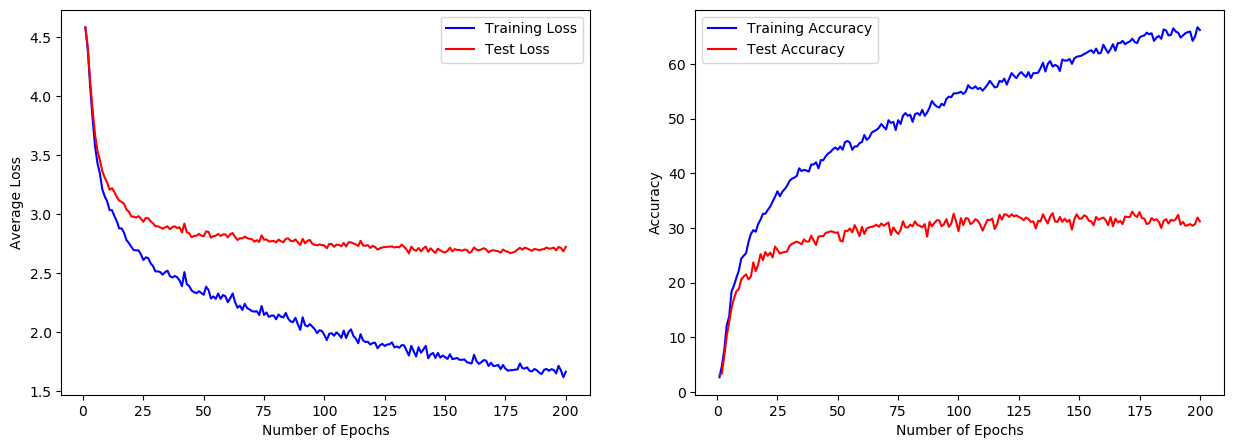 Training Loss
Test Loss
4.5
4.0
3.5
3.0
2.5
2.0
1.5
Average Loss
0 25 50 75 100 125 150 175 200
Number of Epochs
Training Accuracy
Test Accuracy
60
50
40
30
20
10
0
Accuracy
0 25 50 75 100 125 150 175 200
Number of Epochs